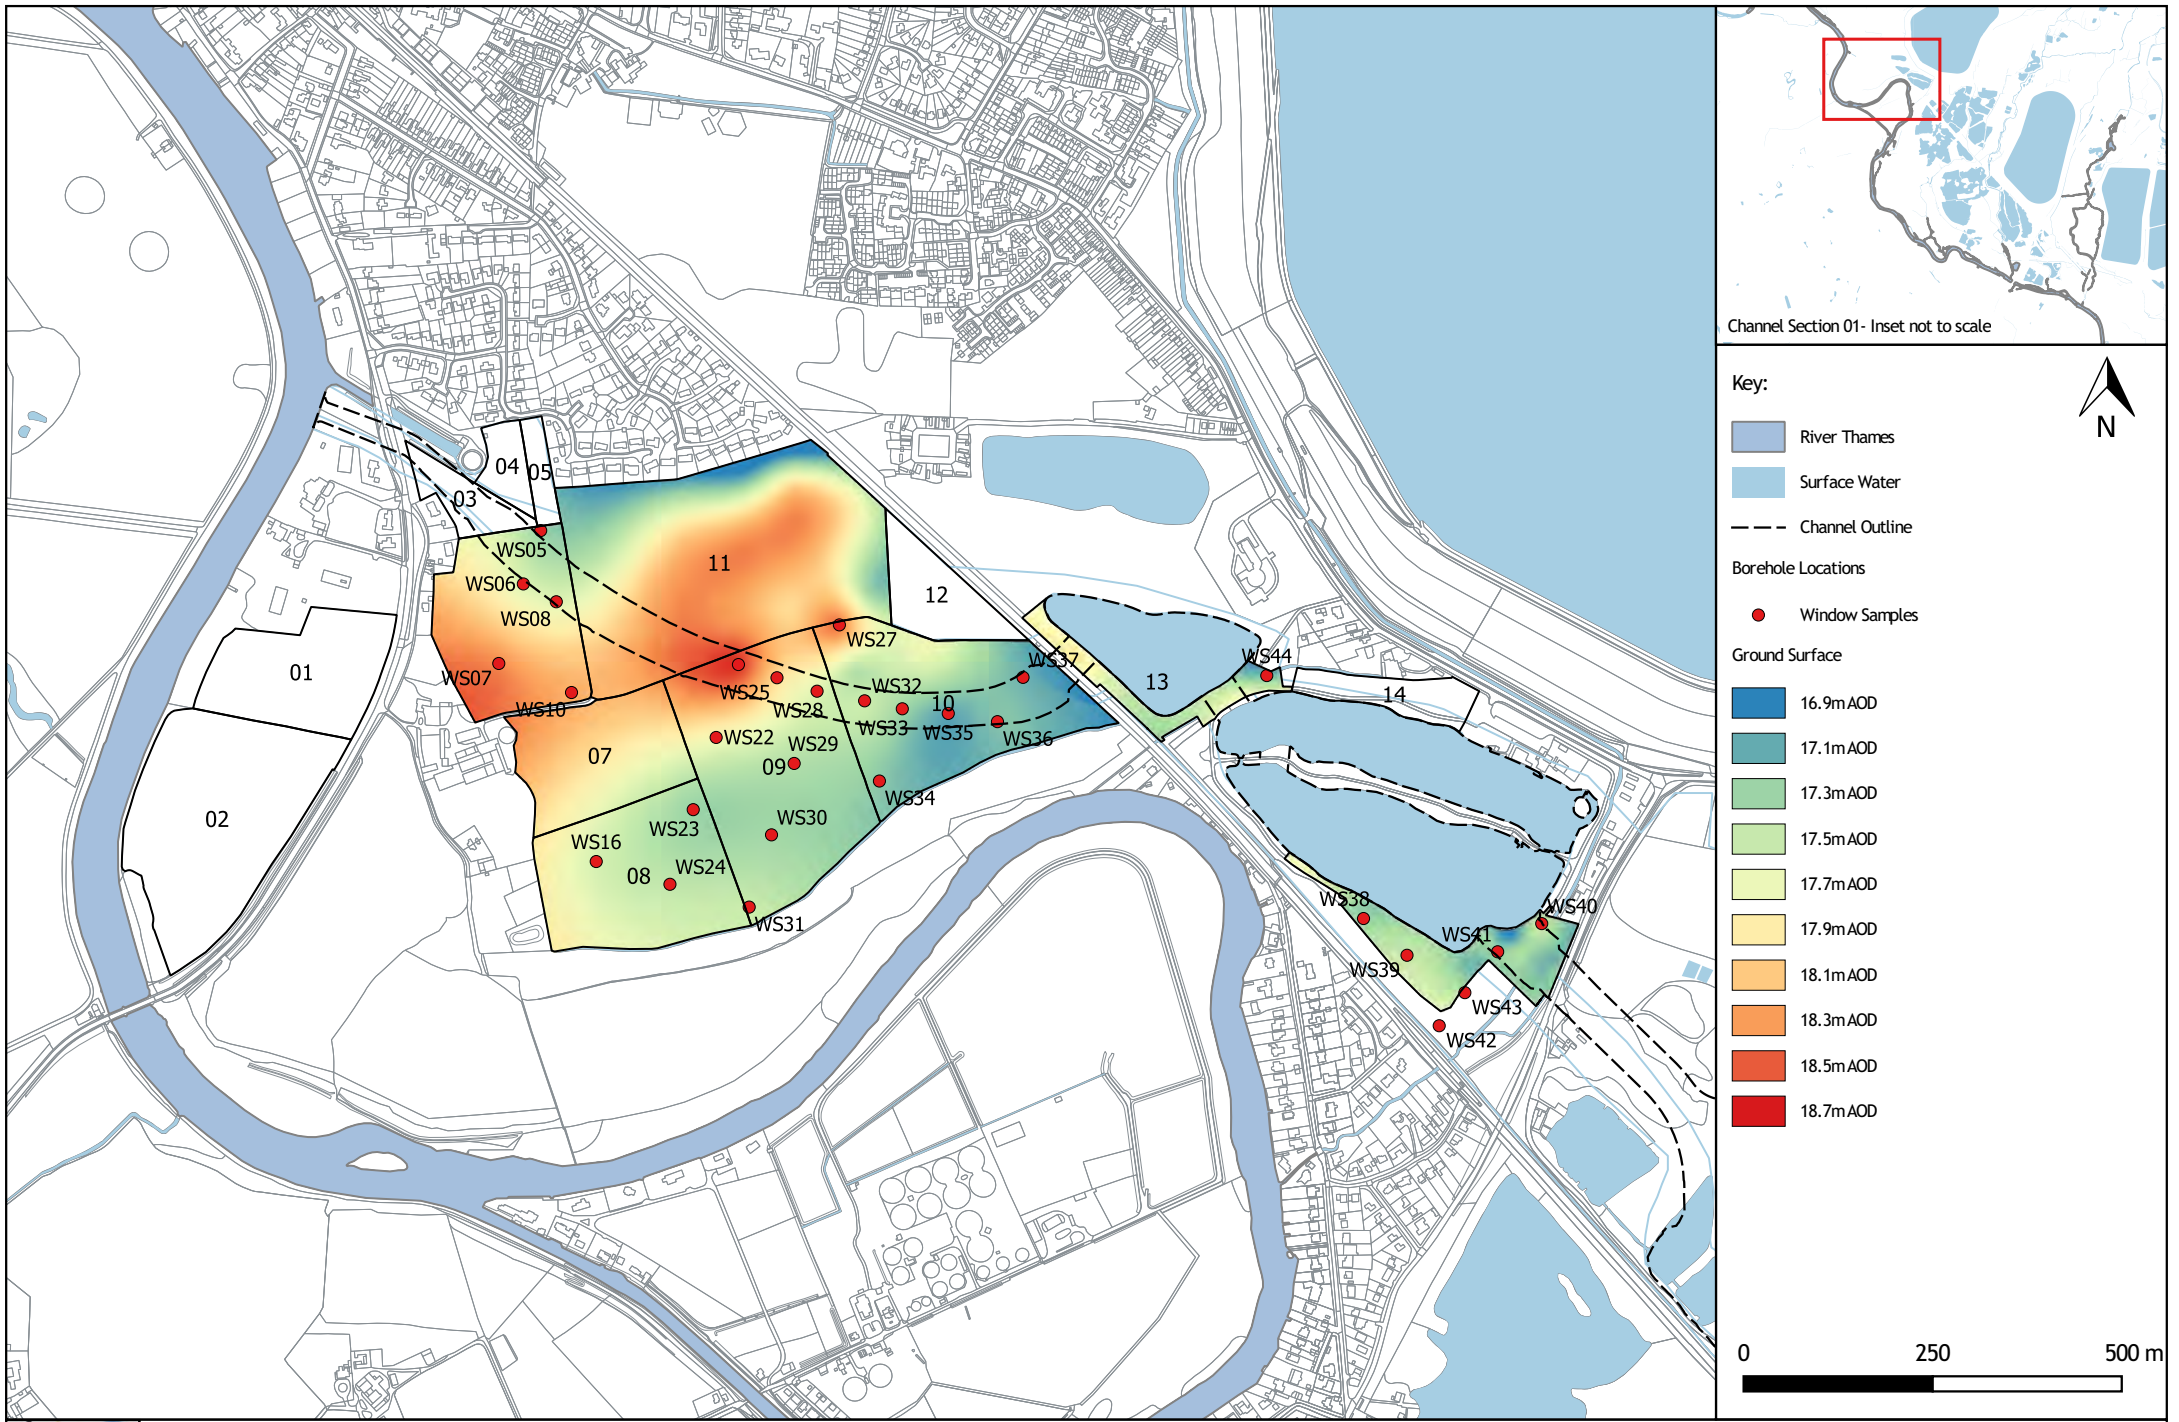 04
05
03
WS05
WS06
WS08
11
12
WS27
01
WS07
WS10
WS25
WS28
WS32
10
WS33
WS35
WS37
WS36
WS44
13
14
07
WS22
WS29
09
WS34
02
WS23
WS30
WS16
08
WS24
WS31
WS38
WS40
WS41
WS39
WS43
WS42
Channel Section 01- Inset not to scale
Key:
N
River Thames
Surface Water
Channel Outline
Borehole Locations
Window Samples
Ground Surface
16.9m AOD
17.1m AOD
17.3m AOD
17.5m AOD
17.7m AOD
17.9m AOD
18.1m AOD
18.3m AOD
18.5m AOD
18.7m AOD
0 250 500 m